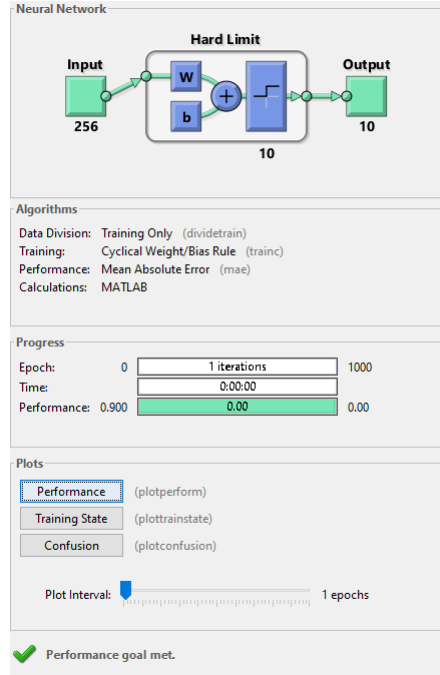 Neural Network
Hard Limit
Input
Output
W
b
+
256
10
10
Algorithms
Data Division: Training Only (dividetrain)
Training: Cyclical Weight/Bias Rule (trainc)
Performance: Mean Absolute Error (mae)
Calculations: MATLAB
Progress
Epoch: 0 1 iterations 1000
Time: 0:00:00
Performance: 0.900 0.00 0.00
Plots
Performance (plotperform)
Training State (plottrainstate)
Confusion (plotconfusion)
Plot Interval: 1 epochs
Performance goal met.